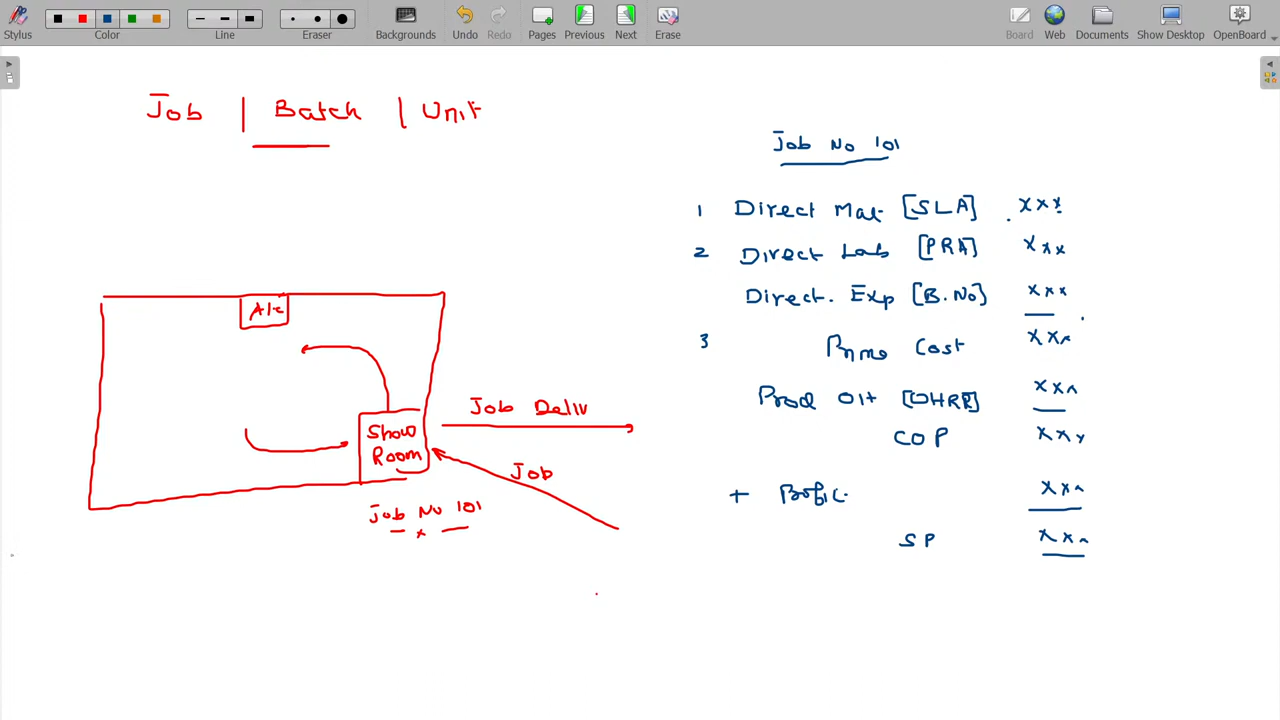 Stylus
Color
Line
Eraser
Backgrounds
Undo
Redo
Pages
Previous
Next
Erase
Board
Web
Documents
Show Desktop
OpenBoard
Job | Batch | Unit
A/c
Show
Room
Job Deliv
Job
Job No 101
x
Job No 101
1 Direct Mat [SLA] xxx
2 Direct Lab [PRA] xxx
Direct. Exp [B.No] xxx
3 Prime Cost xxx
Prod OH [OHRR] xxx
COP xxx
+ Profit xxx
SP xxx